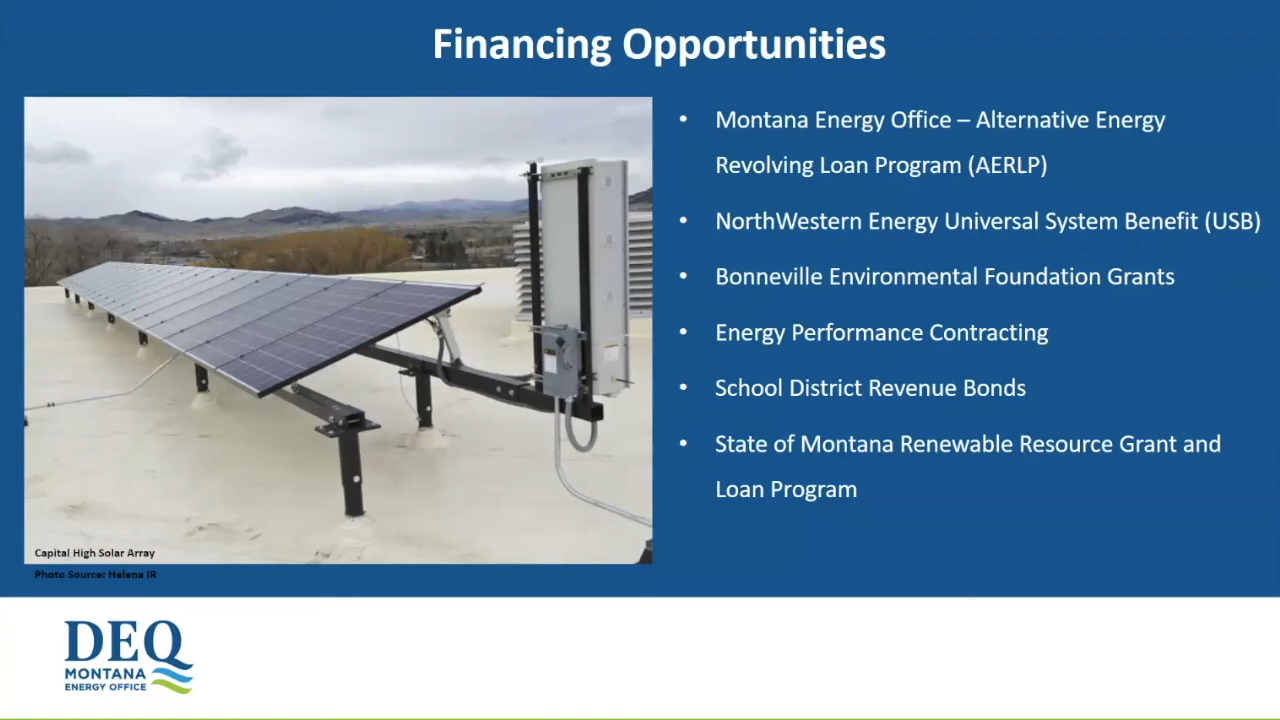 Financing Opportunities
• Montana Energy Office – Alternative Energy
Revolving Loan Program (AERLP)
• NorthWestern Energy Universal System Benefit (USB)
• Bonneville Environmental Foundation Grants
• Energy Performance Contracting
• School District Revenue Bonds
• State of Montana Renewable Resource Grant and
Loan Program
Capital High Solar Array
Photo Source: Helena IR
DEQ
MONTANA
ENERGY OFFICE